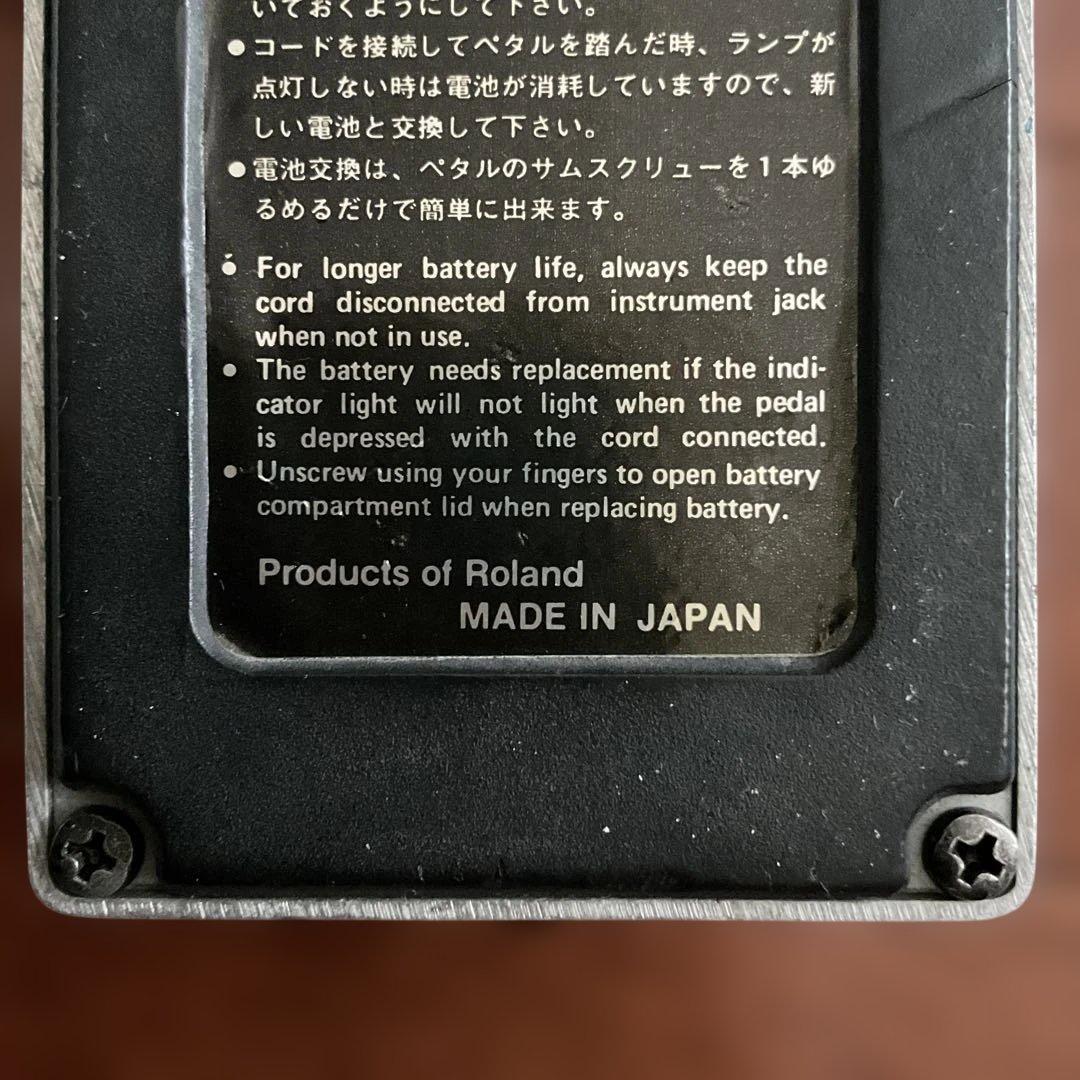 いておくようにして下さい。
●コードを接続してペダルを踏んだ時、ランプが
点灯しない時は電池が消耗していますので、新
しい電池と交換して下さい。
●電池交換は、ペダルのサムスクリューを1本ゆ
るめるだけで簡単に出来ます。
● For longer battery life, always keep the
cord disconnected from instrument jack
when not in use.
● The battery needs replacement if the indi-
cator light will not light when the pedal
is depressed with the cord connected.
● Unscrew using your fingers to open battery
compartment lid when replacing battery.
Products of Roland
MADE IN JAPAN